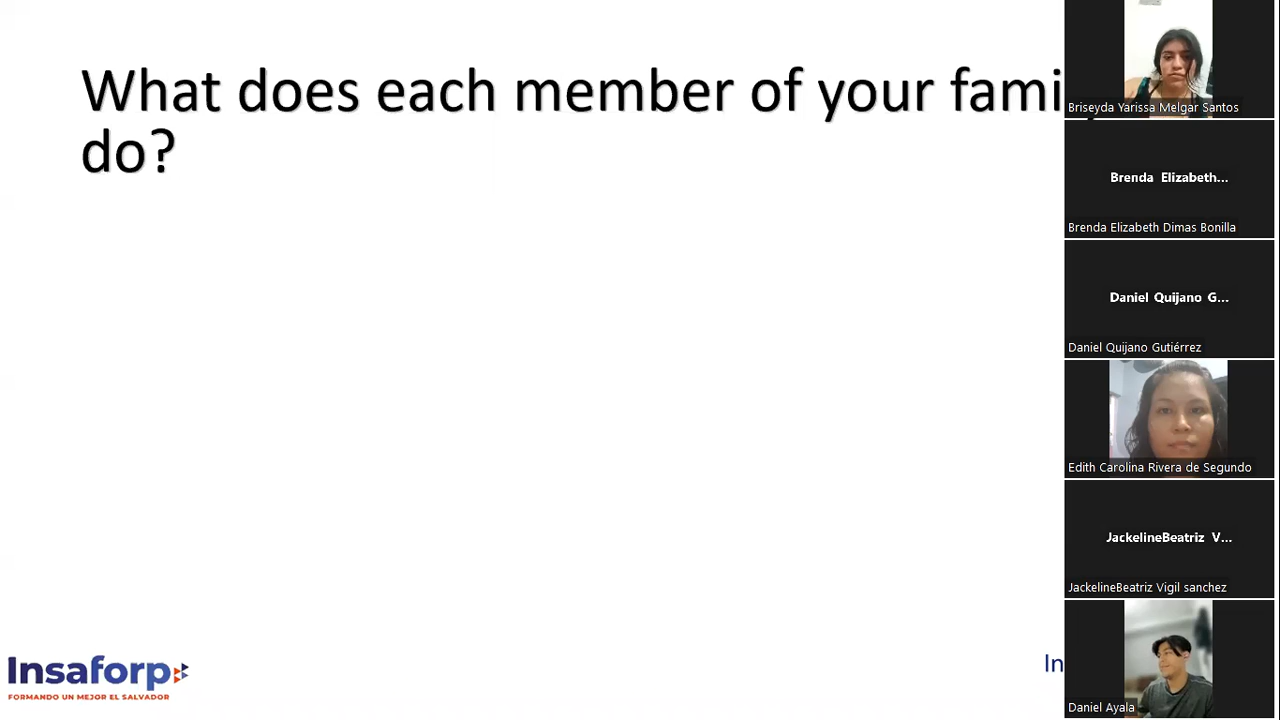 What does each member of your fami
do?
Briseyda Yarissa Melgar Santos
Brenda Elizabeth...
Brenda Elizabeth Dimas Bonilla
Daniel Quijano G...
Daniel Quijano Gutiérrez
Edith Carolina Rivera de Segundo
JackelineBeatriz V...
JackelineBeatriz Vigil sanchez
Daniel Ayala
Insaforp
FORMANDO UN MEJOR EL SALVADOR
In